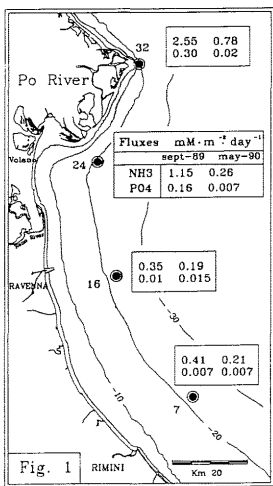 32
2.55 0.78
0.30 0.02
Po River
Fluxes mM·m⁻²·day⁻¹
sept-89 may-90
NH3 1.15 0.26
PO4 0.16 0.007
Volano
24
0.35 0.19
0.01 0.015
RAVENNA
16
-30
0.41 0.21
0.007 0.007
-10
7
-20
Fig. 1
RIMINI
Km 20